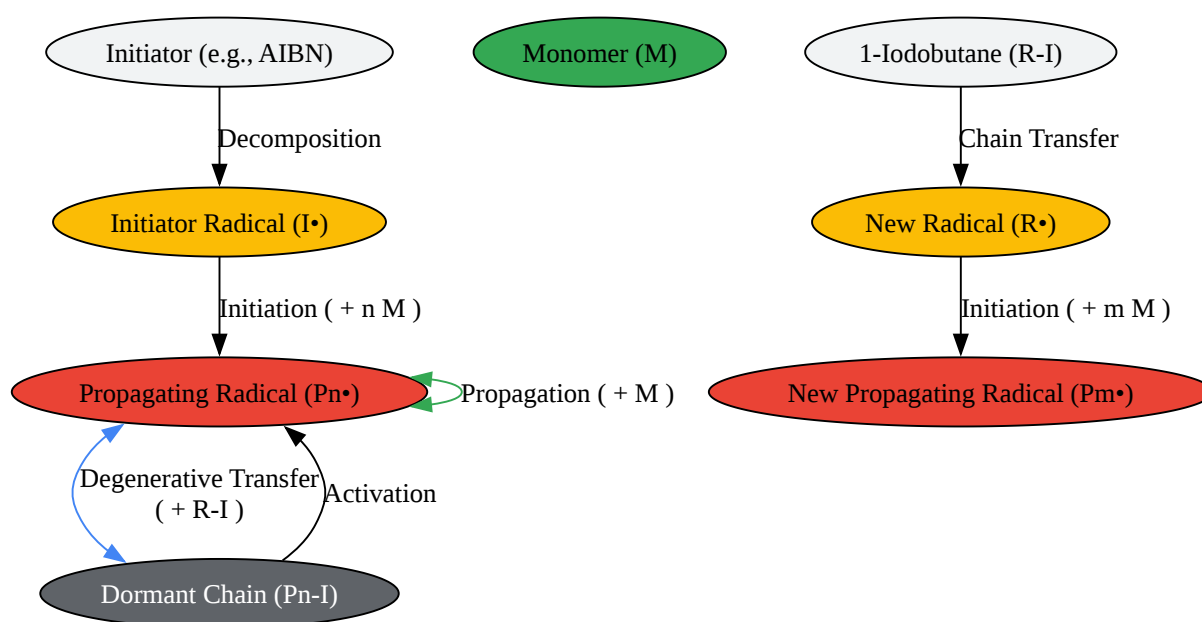 Initiator (e.g., AIBN)
Monomer (M)
1-Iodobutane (R-I)
Decomposition
Chain Transfer
Initiator Radical (I•)
New Radical (R•)
Initiation ( + n M )
Initiation ( + m M )
Propagating Radical (Pn•)
Propagation ( + M )
New Propagating Radical (Pm•)
Degenerative Transfer
( + R-I )
Activation
Dormant Chain (Pn-I)